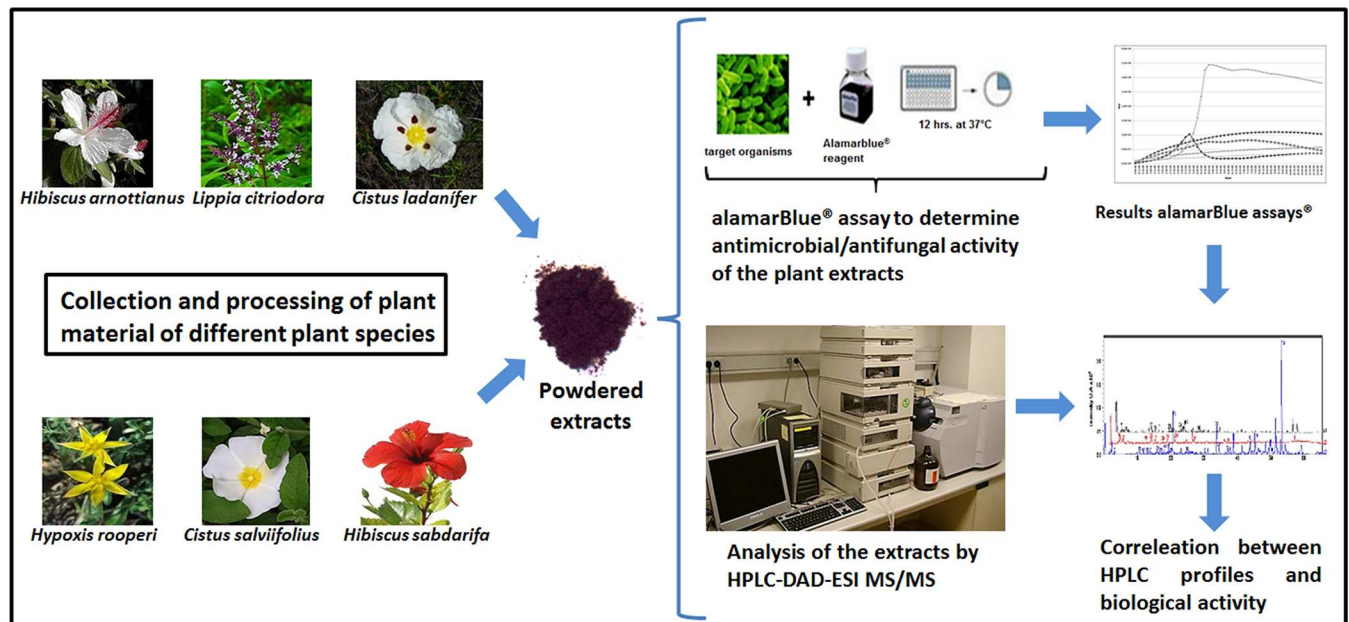 Hibiscus arnottianus
Lippia citriodora
Cistus ladanífer
Collection and processing of plant
material of different plant species
Hypoxis rooperi
Cistus salviifolius
Hibiscus sabdarifa
Powdered
extracts
target organisms
+
Alamarblue®
reagent
12 hrs. at 37°C
alamarBlue® assay to determine
antimicrobial/antifungal activity
of the plant extracts
Results alamarBlue assays®
Analysis of the extracts by
HPLC-DAD-ESI MS/MS
Correleation between
HPLC profiles and
biological activity